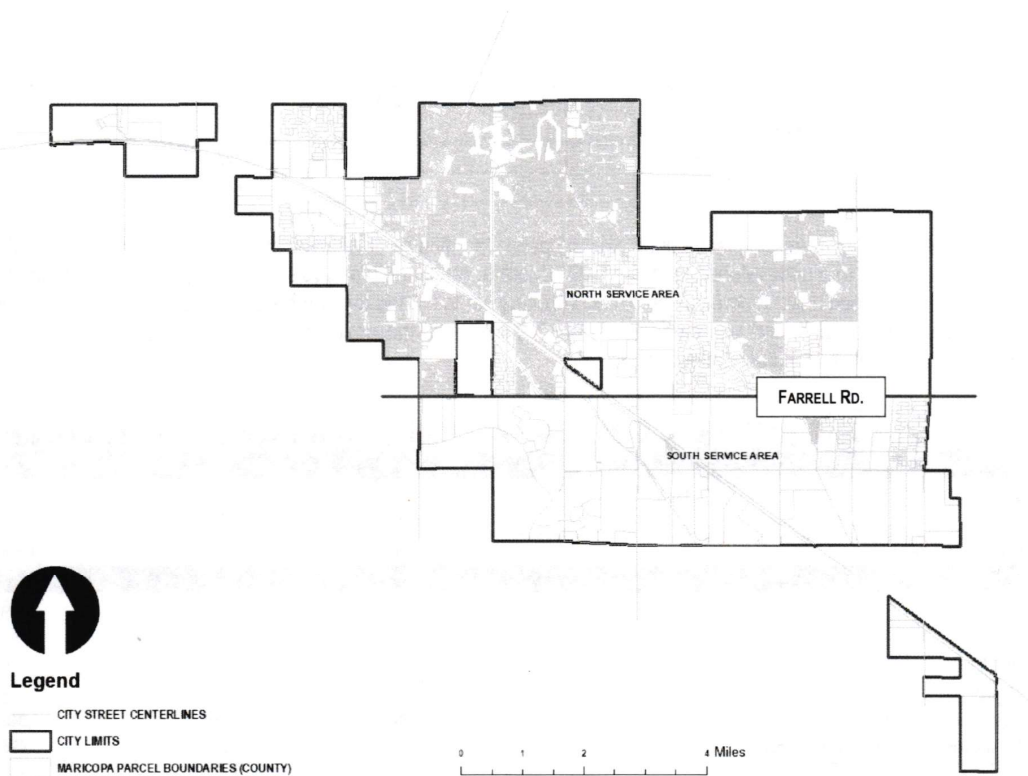 NORTH SERVICE AREA
FARRELL RD.
SOUTH SERVICE AREA
Legend
CITY STREET CENTERLINES
CITY LIMITS
MARICOPA PARCEL BOUNDARIES (COUNTY)
0 1 2 4 Miles